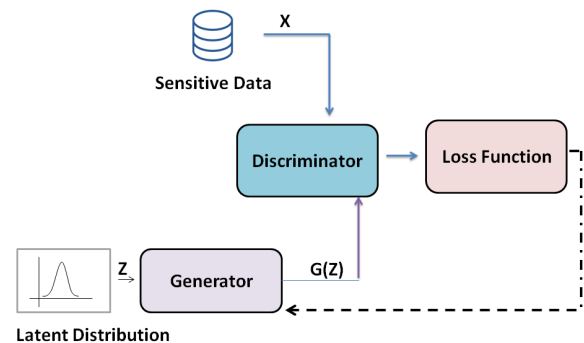 X
Sensitive Data
Discriminator
Loss Function
Z
Generator
G(Z)
Latent Distribution